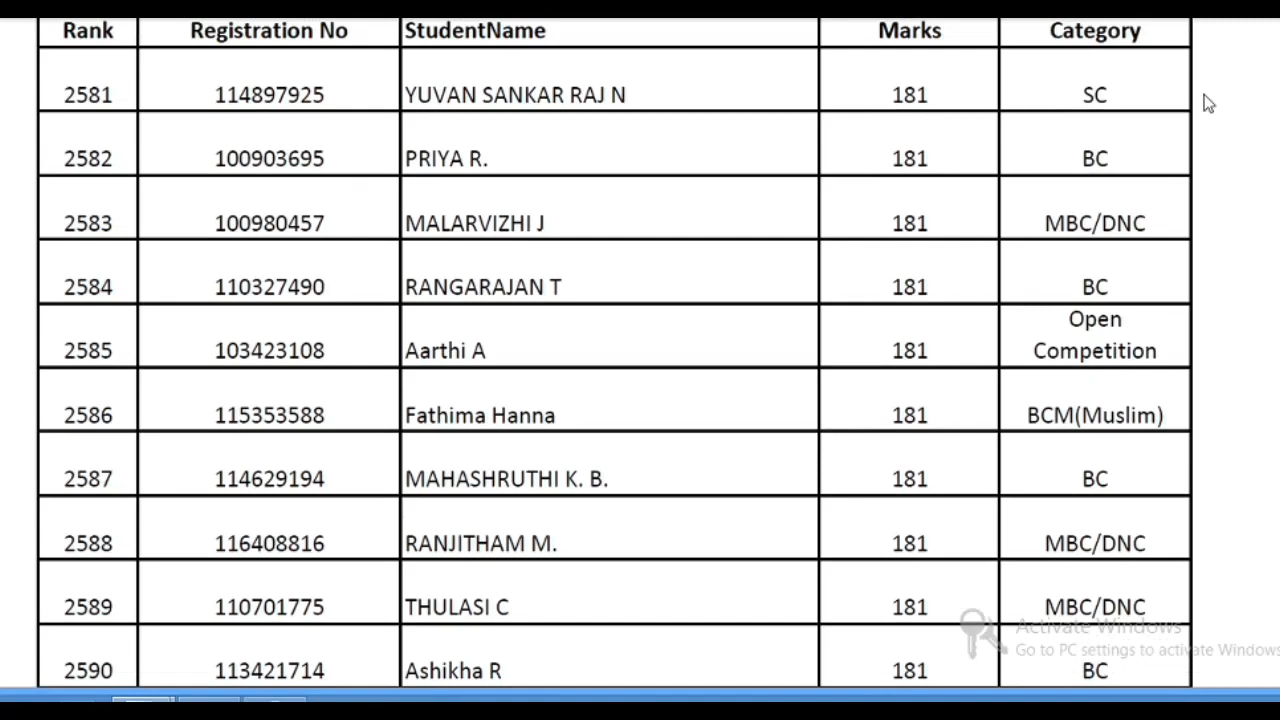 Rank Registration No StudentName Marks Category
2581 114897925 YUVAN SANKAR RAJ N 181 SC
2582 100903695 PRIYA R. 181 BC
2583 100980457 MALARVIZHI J 181 MBC/DNC
2584 110327490 RANGARAJAN T 181 BC
Open
2585 103423108 Aarthi A 181 Competition
2586 115353588 Fathima Hanna 181 BCM(Muslim)
2587 114629194 MAHASHRUTHI K. B. 181 BC
2588 116408816 RANJITHAM M. 181 MBC/DNC
2589 110701775 THULASI C 181 MBC/DNC
Activate Windows
Go to PC settings to activate Windows
2590 113421714 Ashikha R 181 BC